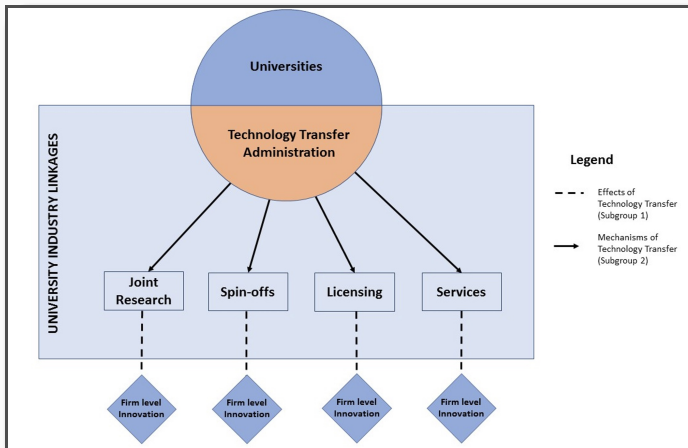 Universities
Technology Transfer
Administration
UNIVERSITY INDUSTRY LINKAGES
Joint
Research
Spin-offs
Licensing
Services
Firm level
Innovation
Firm level
Innovation
Firm level
Innovation
Firm level
Innovation
Legend
Effects of
Technology Transfer
(Subgroup 1)
Mechanisms of
Technology Transfer
(Subgroup 2)